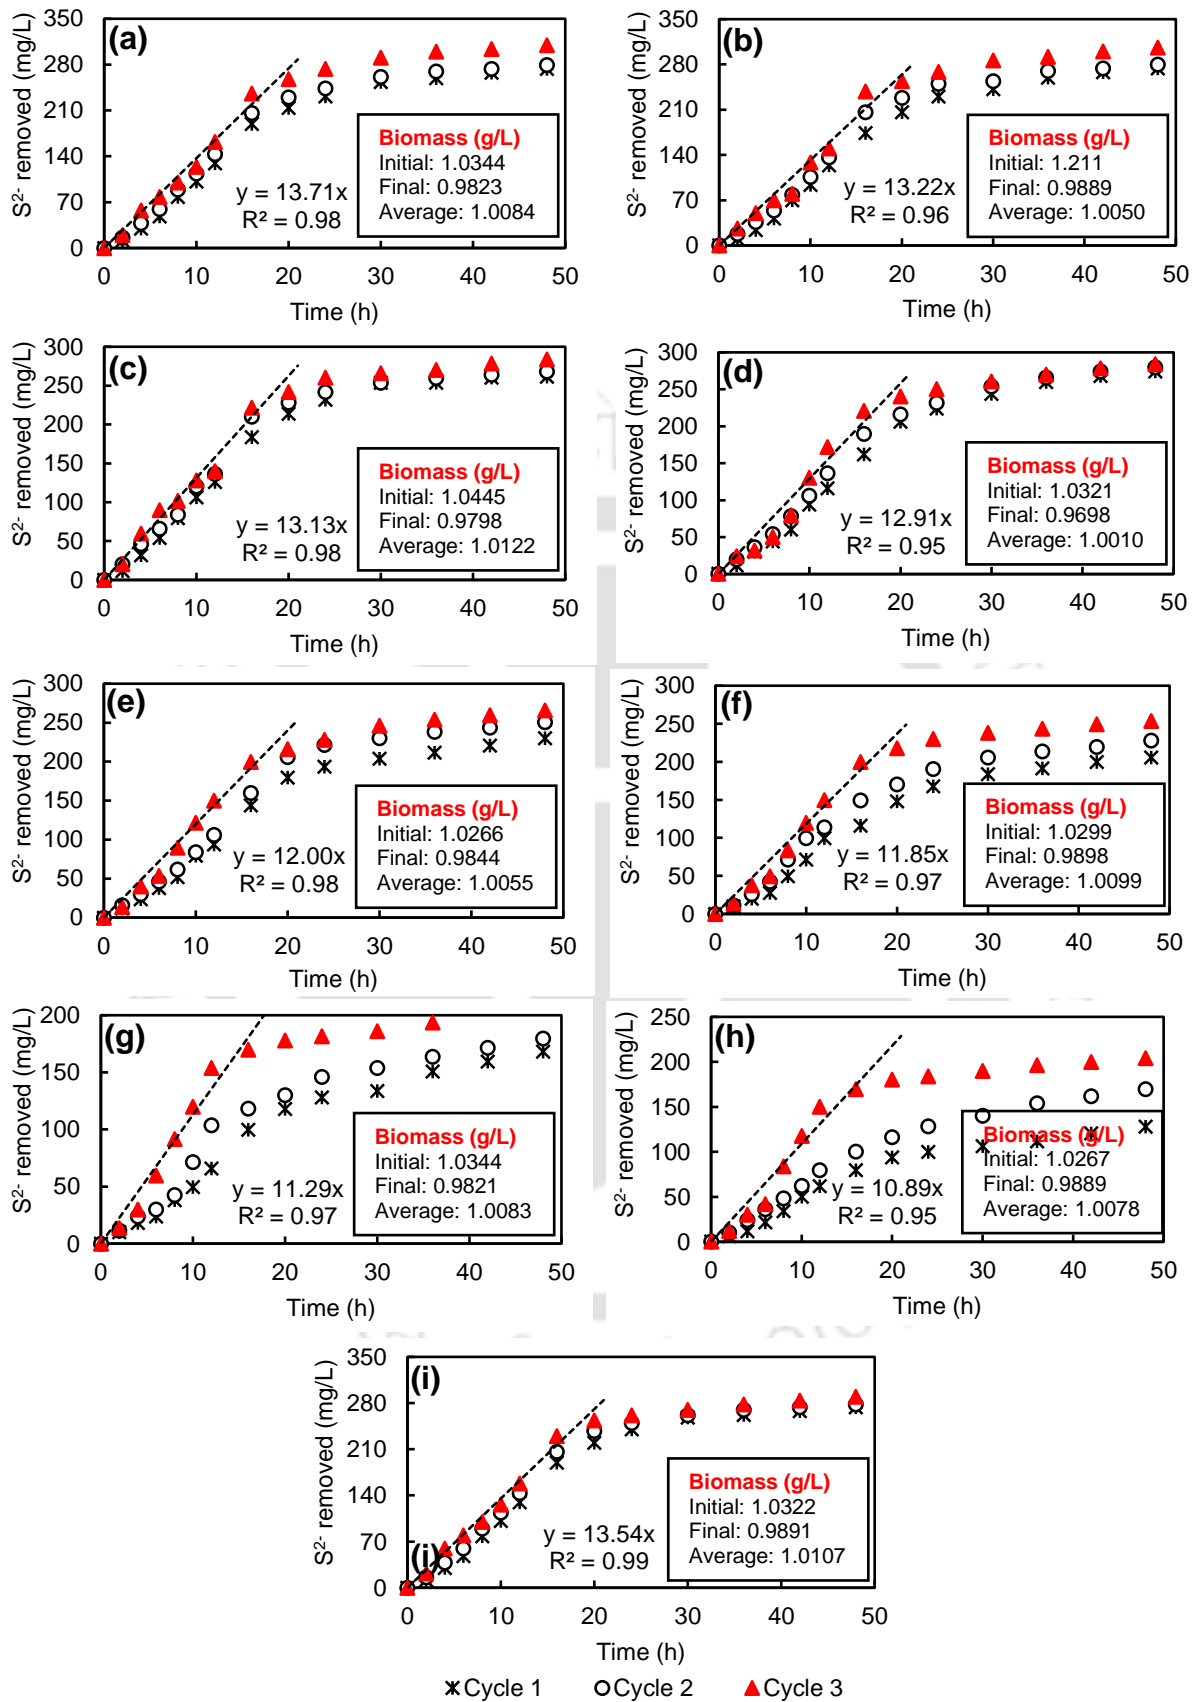 (a)
S2- removed (mg/L)
350
280
210
140
70
0
Biomass (g/L)
Initial: 1.0344
Final: 0.9823
Average: 1.0084
y = 13.71x
R² = 0.98
0 10 20 30 40 50
Time (h)
(b)
S2- removed (mg/L)
350
280
210
140
70
0
Biomass (g/L)
Initial: 1.211
Final: 0.9889
Average: 1.0050
y = 13.22x
R² = 0.96
0 10 20 30 40 50
Time (h)
(c)
S2- removed (mg/L)
300
250
200
150
100
50
0
Biomass (g/L)
Initial: 1.0445
Final: 0.9798
Average: 1.0122
y = 13.13x
R² = 0.98
0 10 20 30 40 50
Time (h)
(d)
S2- removed (mg/L)
300
250
200
150
100
50
0
Biomass (g/L)
Initial: 1.0321
Final: 0.9698
Average: 1.0010
y = 12.91x
R² = 0.95
0 10 20 30 40 50
Time (h)
(e)
S2- removed (mg/L)
300
250
200
150
100
50
0
Biomass (g/L)
Initial: 1.0266
Final: 0.9844
Average: 1.0055
y = 12.00x
R² = 0.98
0 10 20 30 40 50
Time (h)
(f)
S2- removed (mg/L)
300
250
200
150
100
50
0
Biomass (g/L)
Initial: 1.0299
Final: 0.9898
Average: 1.0099
y = 11.85x
R² = 0.97
0 10 20 30 40 50
Time (h)
(g)
S2- removed (mg/L)
200
150
100
50
0
Biomass (g/L)
Initial: 1.0344
Final: 0.9821
Average: 1.0083
y = 11.29x
R² = 0.97
0 10 20 30 40 50
Time (h)
(h)
S2- removed (mg/L)
250
200
150
100
50
0
Biomass (g/L)
Initial: 1.0267
Final: 0.9889
Average: 1.0078
y = 10.89x
R² = 0.95
0 10 20 30 40 50
Time (h)
(i)
S2- removed (mg/L)
350
280
210
140
70
0
Biomass (g/L)
Initial: 1.0322
Final: 0.9891
Average: 1.0107
y = 13.54x
R² = 0.99
(i)
0 10 20 30 40 50
Time (h)
Cycle 1 Cycle 2 Cycle 3